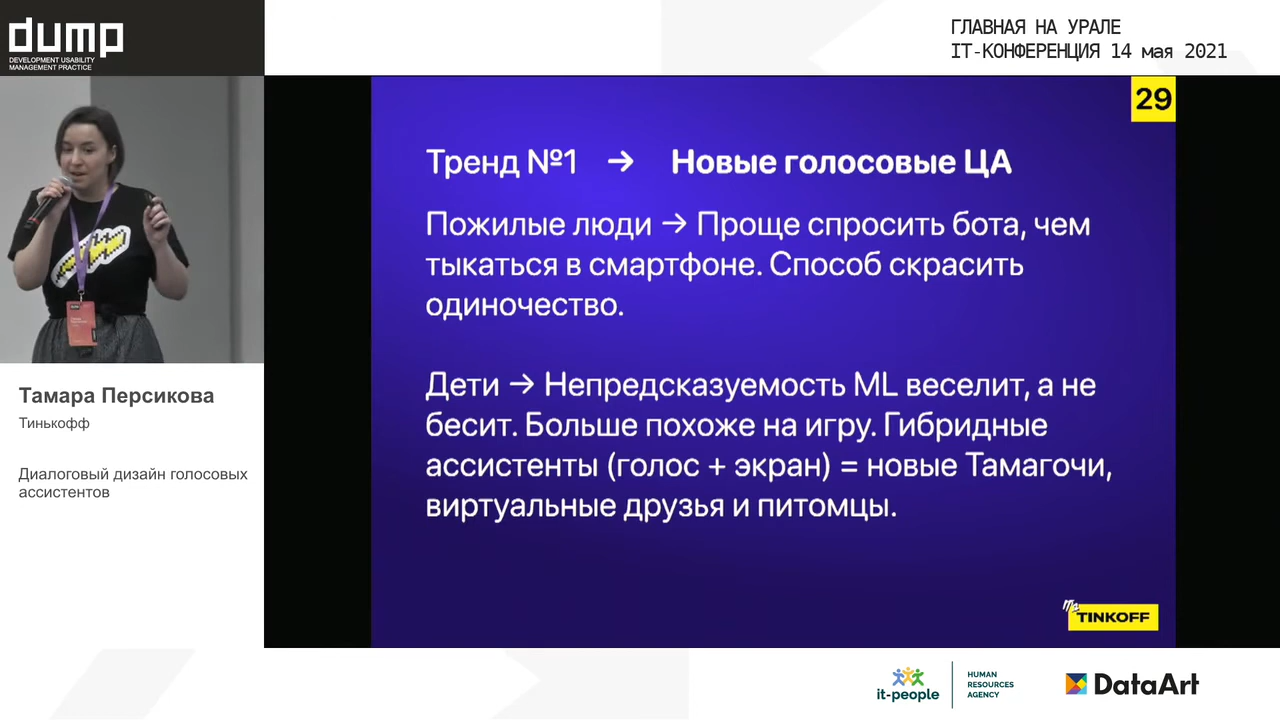 dump
DEVELOPMENT USABILITY
MANAGEMENT PRACTICE
ГЛАВНАЯ НА УРАЛЕ
IT-КОНФЕРЕНЦИЯ 14 мая 2021
29
Тренд №1 → Новые голосовые ЦА
Пожилые люди → Проще спросить бота, чем
тыкаться в смартфоне. Способ скрасить
одиночество.
Дети → Непредсказуемость ML веселит, а не
бесит. Больше похоже на игру. Гибридные
ассистенты (голос + экран) = новые Тамагочи,
виртуальные друзья и питомцы.
TINKOFF
Тамара Персикова
Тинькофф
Диалоговый дизайн голосовых
ассистентов
it-people
HUMAN
RESOURCES
AGENCY
DataArt